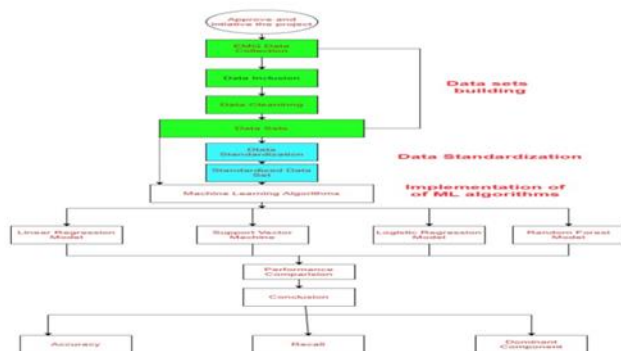 Approve and
Initiative the project
EMG Data
Collection
Data Inclusion
Data Cleaning
Data Sets
Data sets
building
Data
Standardization
Data Standardization
Standardized Data
Set
Machine Learning Algorithms
Implementation of
of ML algorithms
Linear Regression
Model
Support Vector
Machine
Logistic Regression
Model
Random Forest
Model
Performance
Comparision
Conclusion
Accuracy
Recall
Dominant
Component